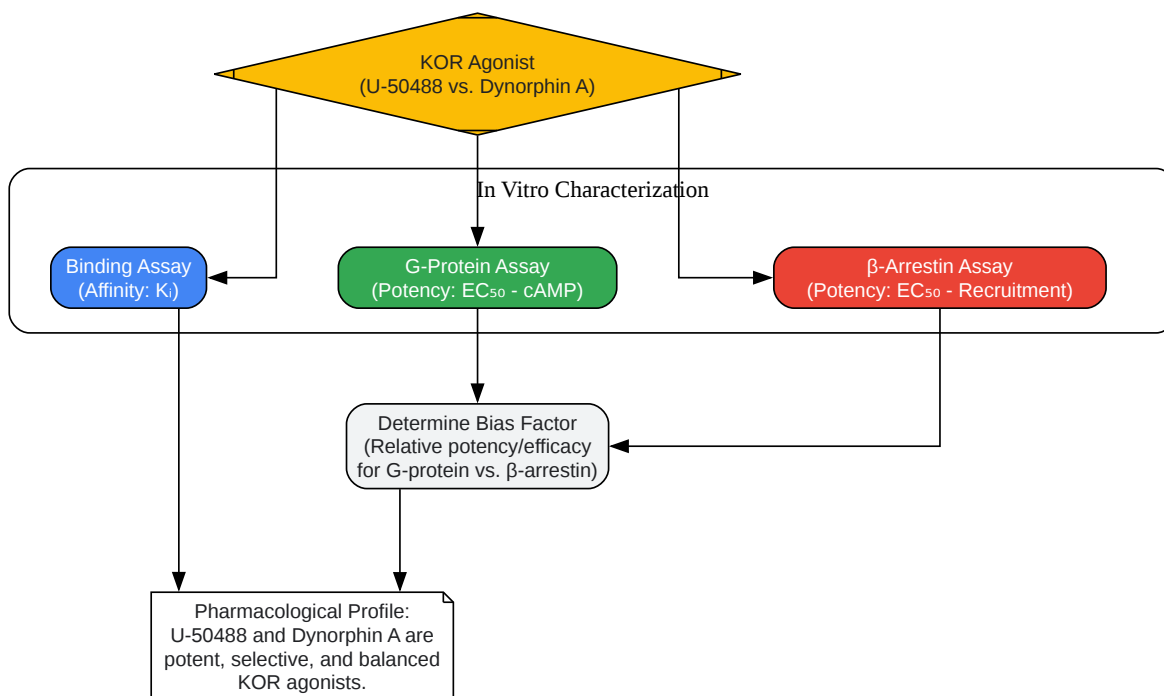 KOR Agonist
(U-50488 vs. Dynorphin A)
In Vitro Characterization
Binding Assay
(Affinity: Kᵢ)
G-Protein Assay
(Potency: EC₅₀ - cAMP)
β-Arrestin Assay
(Potency: EC₅₀ - Recruitment)
Determine Bias Factor
(Relative potency/efficacy
for G-protein vs. β-arrestin)
Pharmacological Profile:
U-50488 and Dynorphin A are
potent, selective, and balanced
KOR agonists.